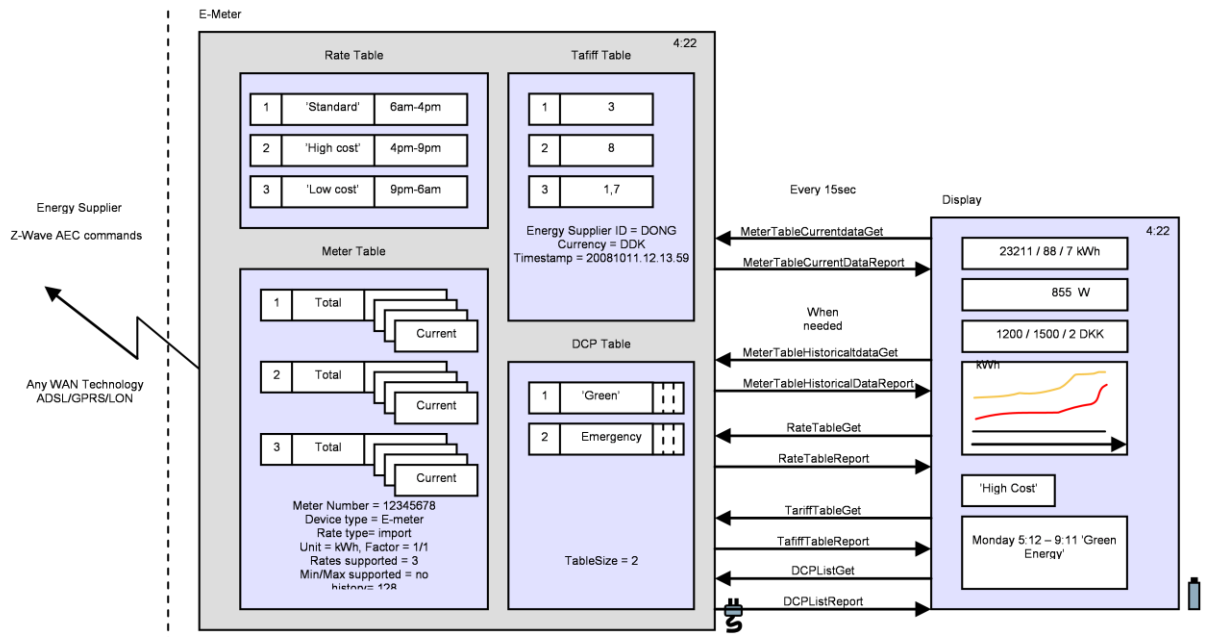 E-Meter
4:22
Rate Table
1 'Standard' 6am-4pm
2 'High cost' 4pm-9pm
3 'Low cost' 9pm-6am
Tafiff Table
1 3
2 8
3 1,7
Energy Supplier ID = DONG
Currency = DDK
Timestamp = 20081011.12.13.59
Energy Supplier
Z-Wave AEC commands
Any WAN Technology
ADSL/GPRS/LON
Meter Table
1 Total Current
2 Total Current
3 Total Current
Meter Number = 12345678
Device type = E-meter
Rate type= import
Unit = kWh, Factor = 1/1
Rates supported = 3
Min/Max supported = no
history= 128
DCP Table
1 'Green'
2 Emergency
TableSize = 2
Every 15sec
MeterTableCurrentdataGet
MeterTableCurrentDataReport
When
needed
MeterTableHistoricaltdataGet
MeterTableHistoricalDataReport
RateTableGet
RateTableReport
TariffTableGet
TafiffTableReport
DCPListGet
DCPListReport
Display
4:22
23211 / 88 / 7 kWh
855 W
1200 / 1500 / 2 DKK
kWh
'High Cost'
Monday 5:12 – 9:11 'Green
Energy'